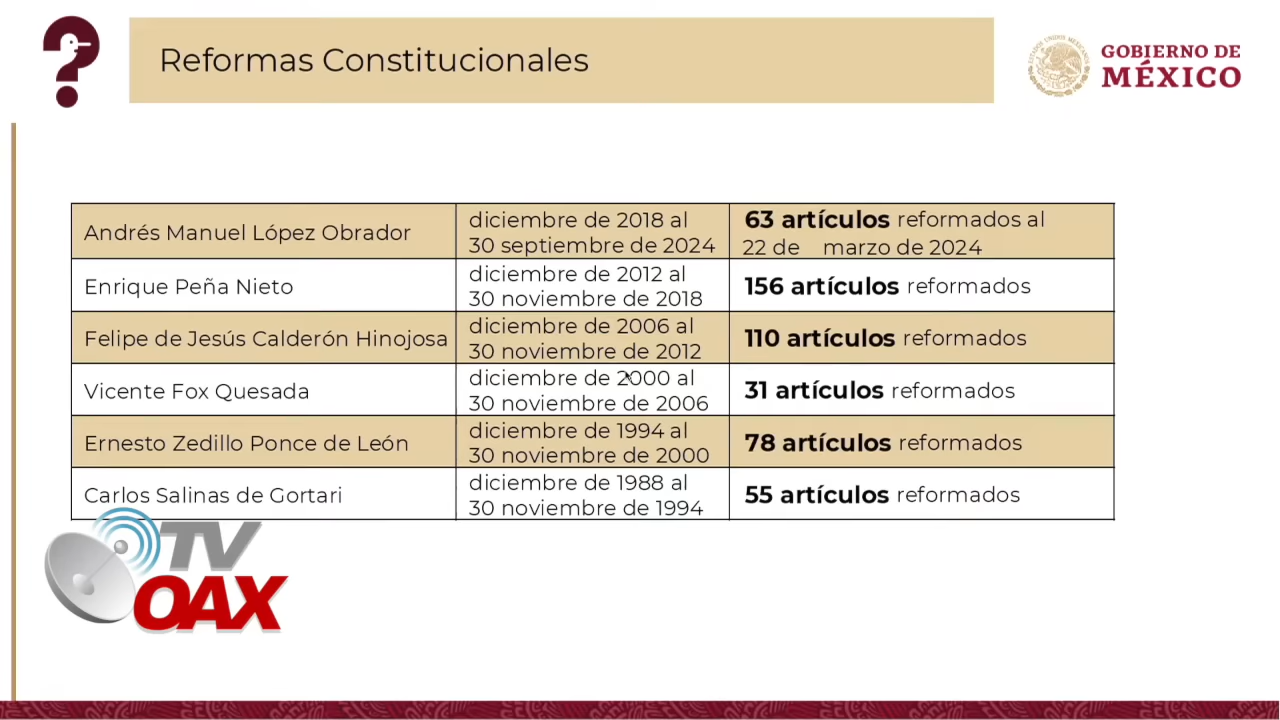 ?
Reformas Constitucionales
GOBIERNO DE
MÉXICO
Andrés Manuel López Obrador
diciembre de 2018 al
30 septiembre de 2024
63 artículos reformados al
22 de marzo de 2024
Enrique Peña Nieto
diciembre de 2012 al
30 noviembre de 2018
156 artículos reformados
Felipe de Jesús Calderón Hinojosa
diciembre de 2006 al
30 noviembre de 2012
110 artículos reformados
Vicente Fox Quesada
diciembre de 2000 al
30 noviembre de 2006
31 artículos reformados
Ernesto Zedillo Ponce de León
diciembre de 1994 al
30 noviembre de 2000
78 artículos reformados
Carlos Salinas de Gortari
diciembre de 1988 al
30 noviembre de 1994
55 artículos reformados
TV
OAX